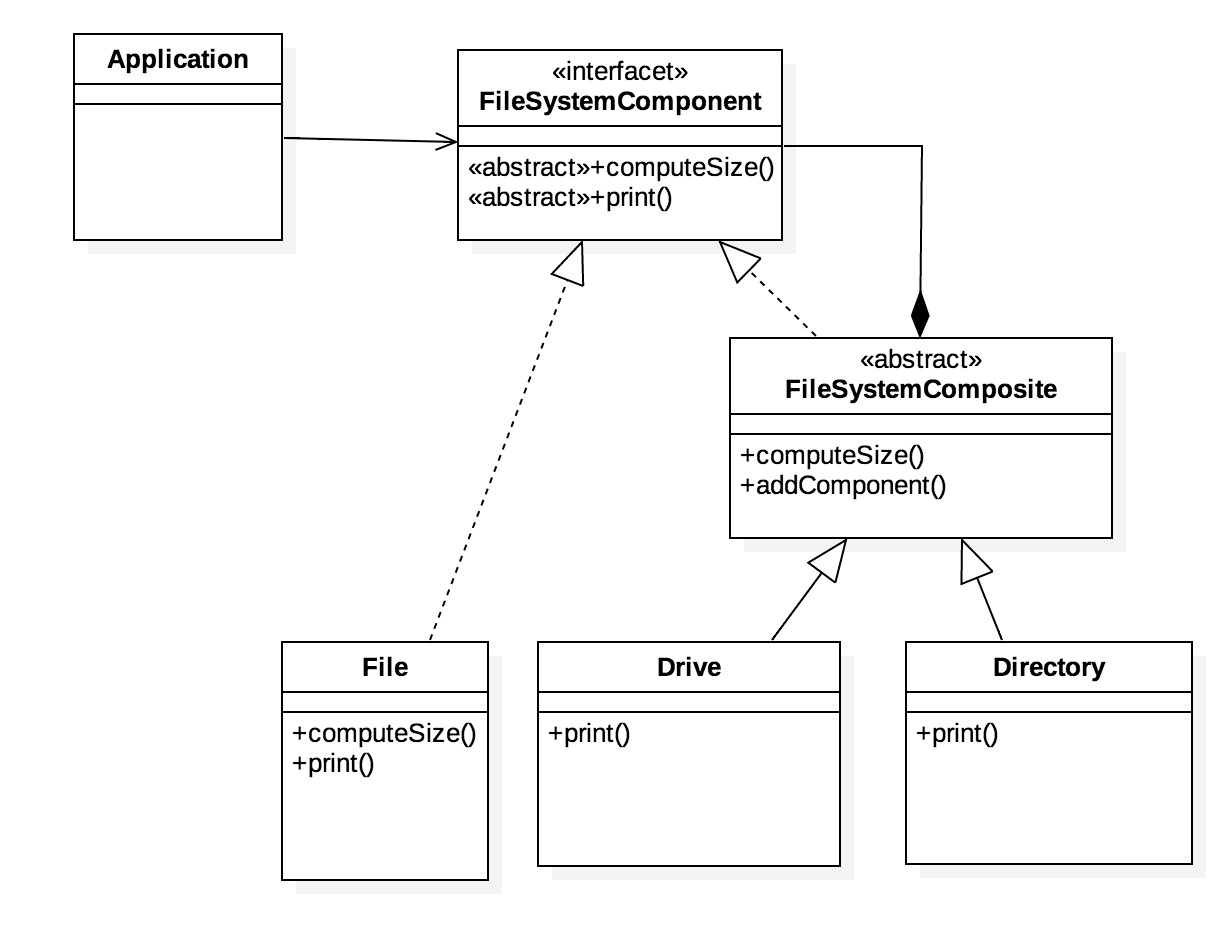 Application
«interfacet»
FileSystemComponent
«abstract»+computeSize()
«abstract»+print()
«abstract»
FileSystemComposite
+computeSize()
+addComponent()
File
+computeSize()
+print()
Drive
+print()
Directory
+print()